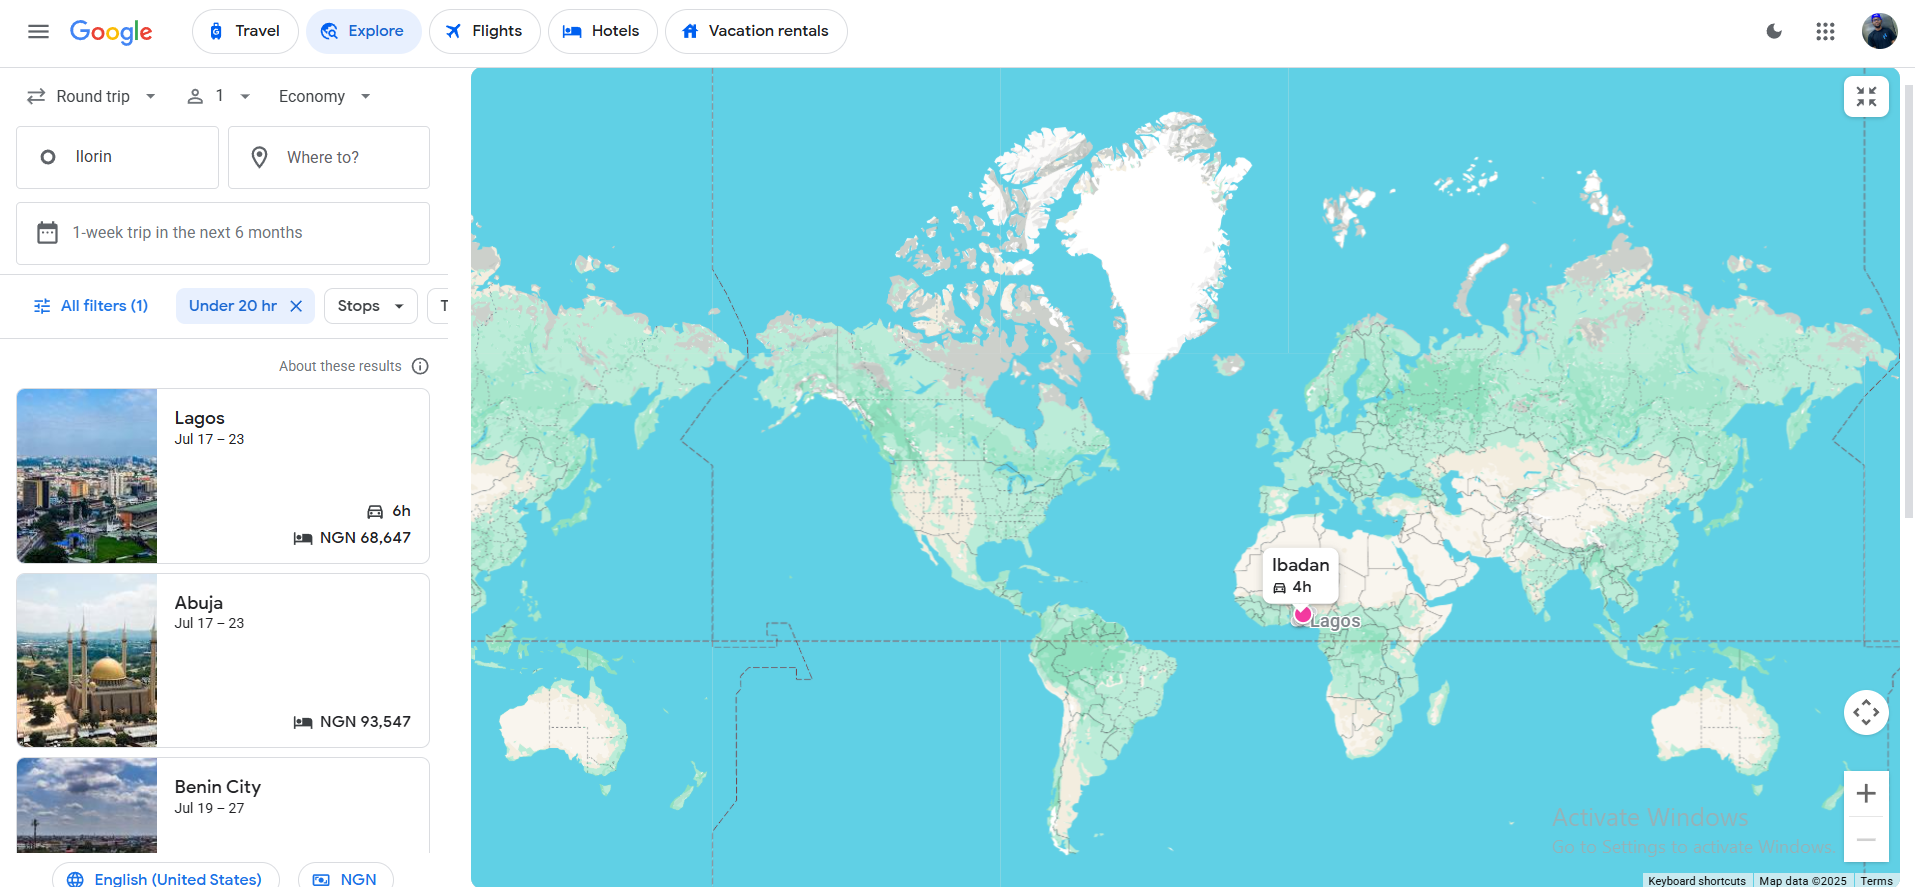 Google
Travel
Explore
Flights
Hotels
Vacation rentals
Round trip
1
Economy
Ilorin
Where to?
1-week trip in the next 6 months
All filters (1)
Under 20 hr
Stops
T
About these results
Lagos
Jul 17 – 23
6h
NGN 68,647
Abuja
Jul 17 – 23
NGN 93,547
Benin City
Jul 19 – 27
English (United States)
NGN
Ibadan
4h
Lagos
Activate Windows
Go to Settings to activate Windows.
Keyboard shortcuts
Map data ©2025
Terms